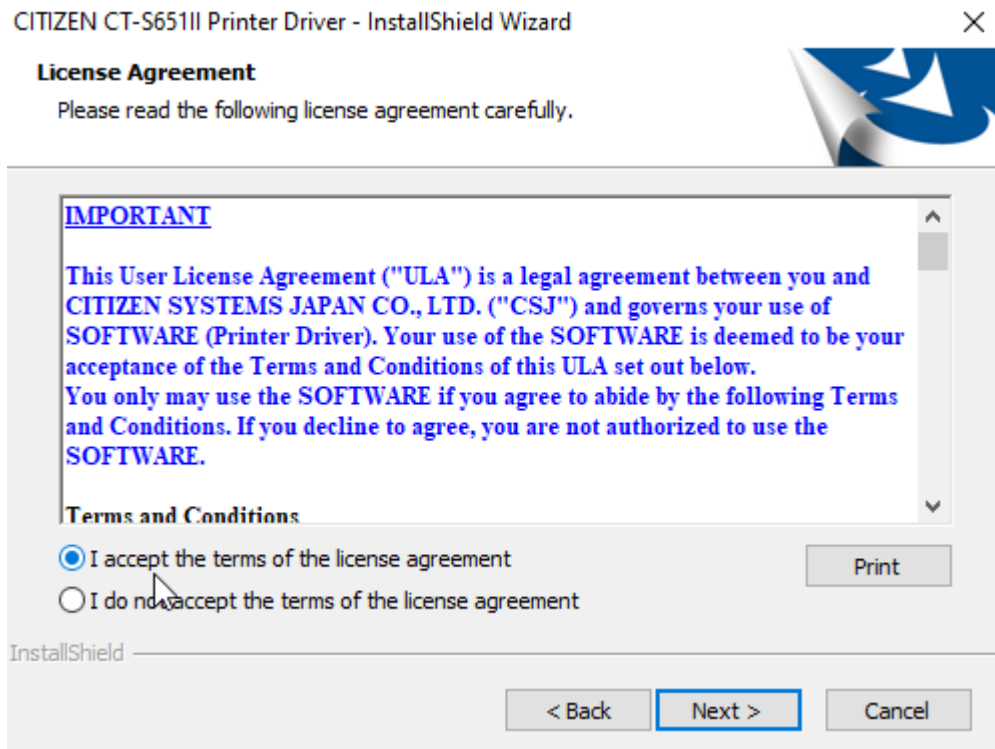 CITIZEN CT-S651II Printer Driver - InstallShield Wizard
License Agreement
Please read the following license agreement carefully.
IMPORTANT
This User License Agreement ("ULA") is a legal agreement between you and
CITIZEN SYSTEMS JAPAN CO., LTD. ("CSJ") and governs your use of
SOFTWARE (Printer Driver). Your use of the SOFTWARE is deemed to be your
acceptance of the Terms and Conditions of this ULA set out below.
You only may use the SOFTWARE if you agree to abide by the following Terms
and Conditions. If you decline to agree, you are not authorized to use the
SOFTWARE.
Terms and Conditions
I accept the terms of the license agreement
Print
I do not accept the terms of the license agreement
InstallShield
< Back
Next >
Cancel